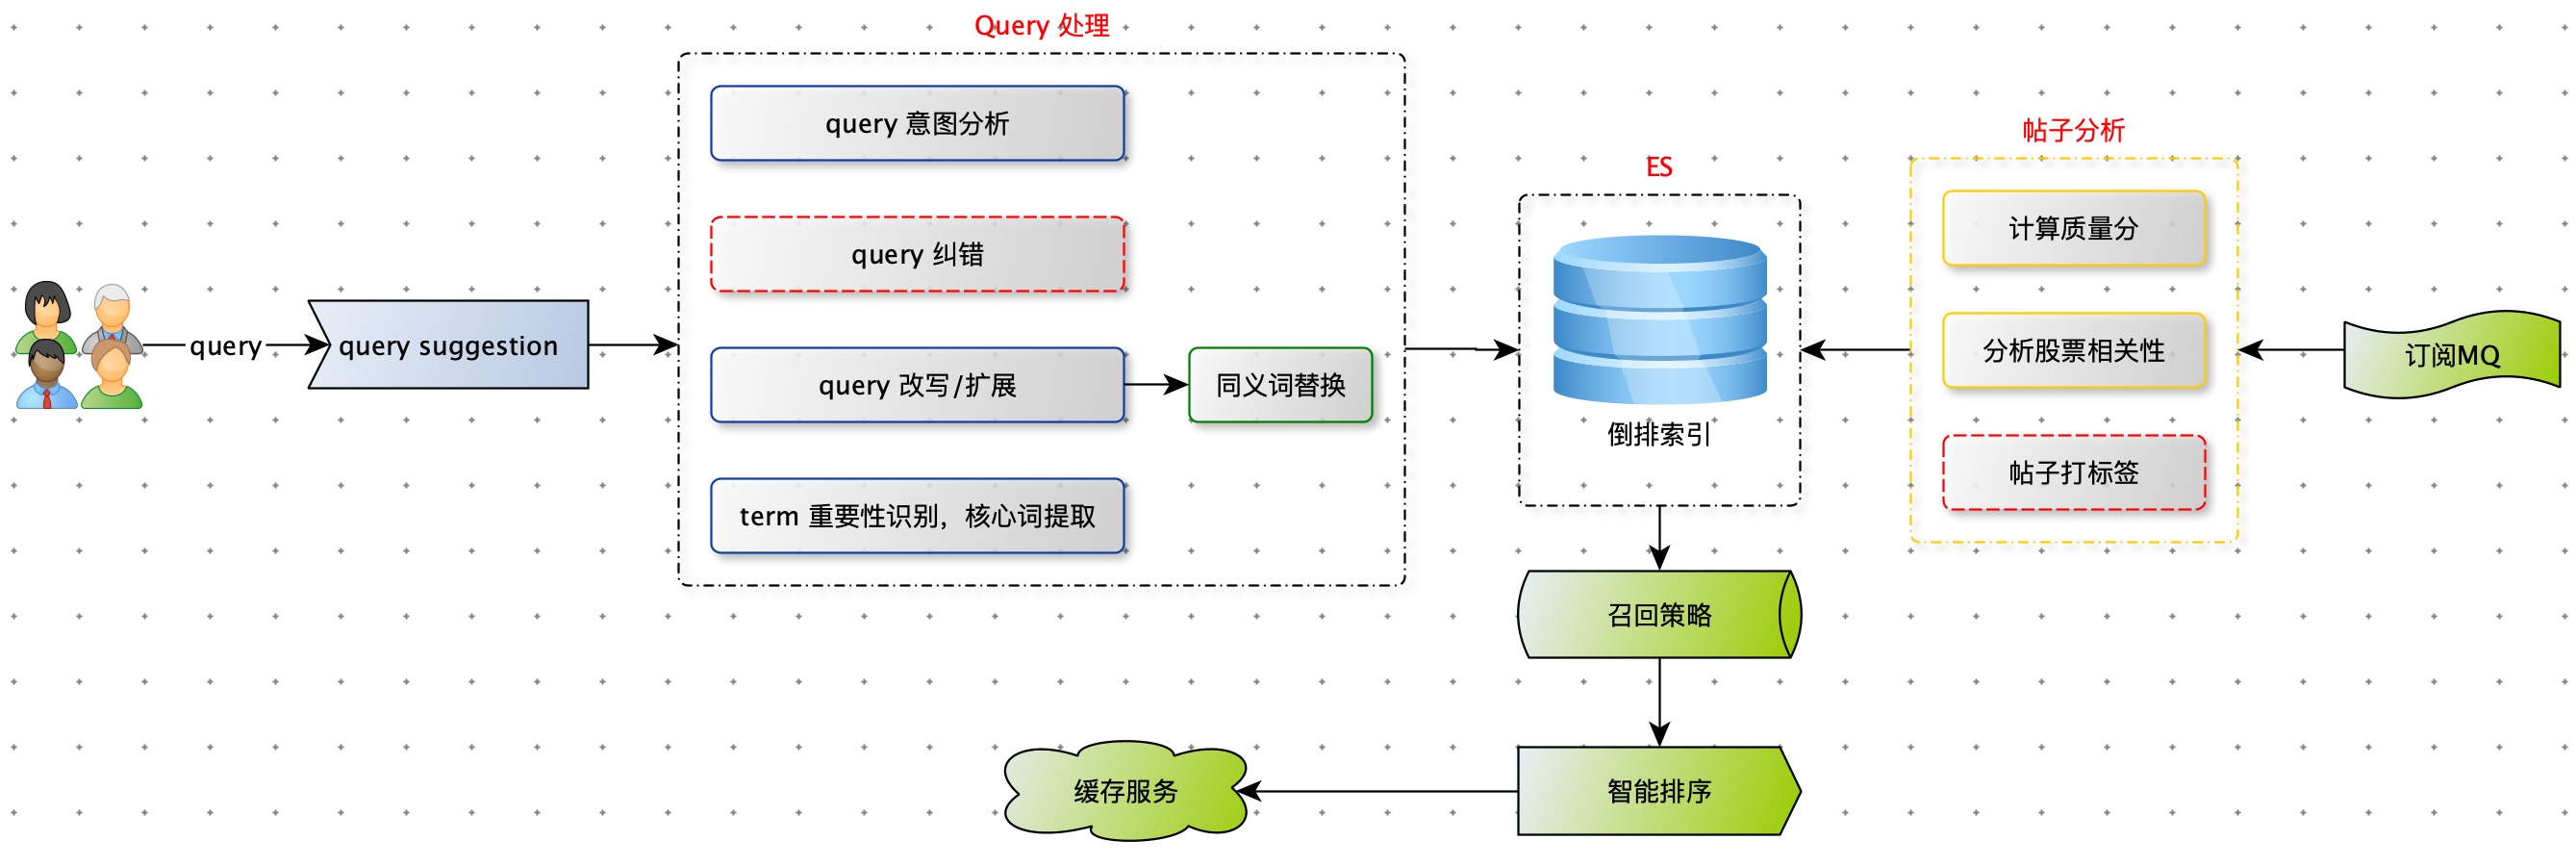 Query 处理
query 意图分析
query 纠错
query
query suggestion
query 改写/扩展
同义词替换
term 重要性识别，核心词提取
ES
倒排索引
帖子分析
计算质量分
分析股票相关性
帖子打标签
订阅MQ
召回策略
智能排序
缓存服务